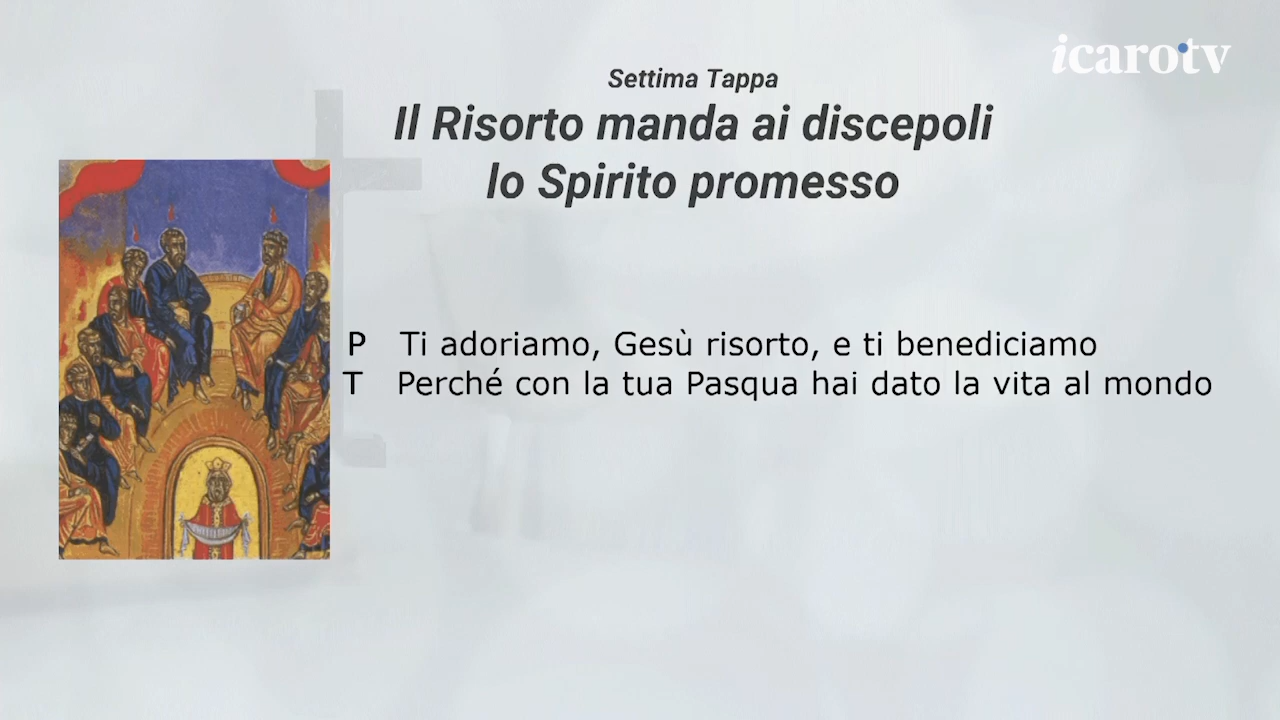 icarotv
Settima Tappa
Il Risorto manda ai discepoli
lo Spirito promesso
P Ti adoriamo, Gesù risorto, e ti benediciamo
T Perché con la tua Pasqua hai dato la vita al mondo